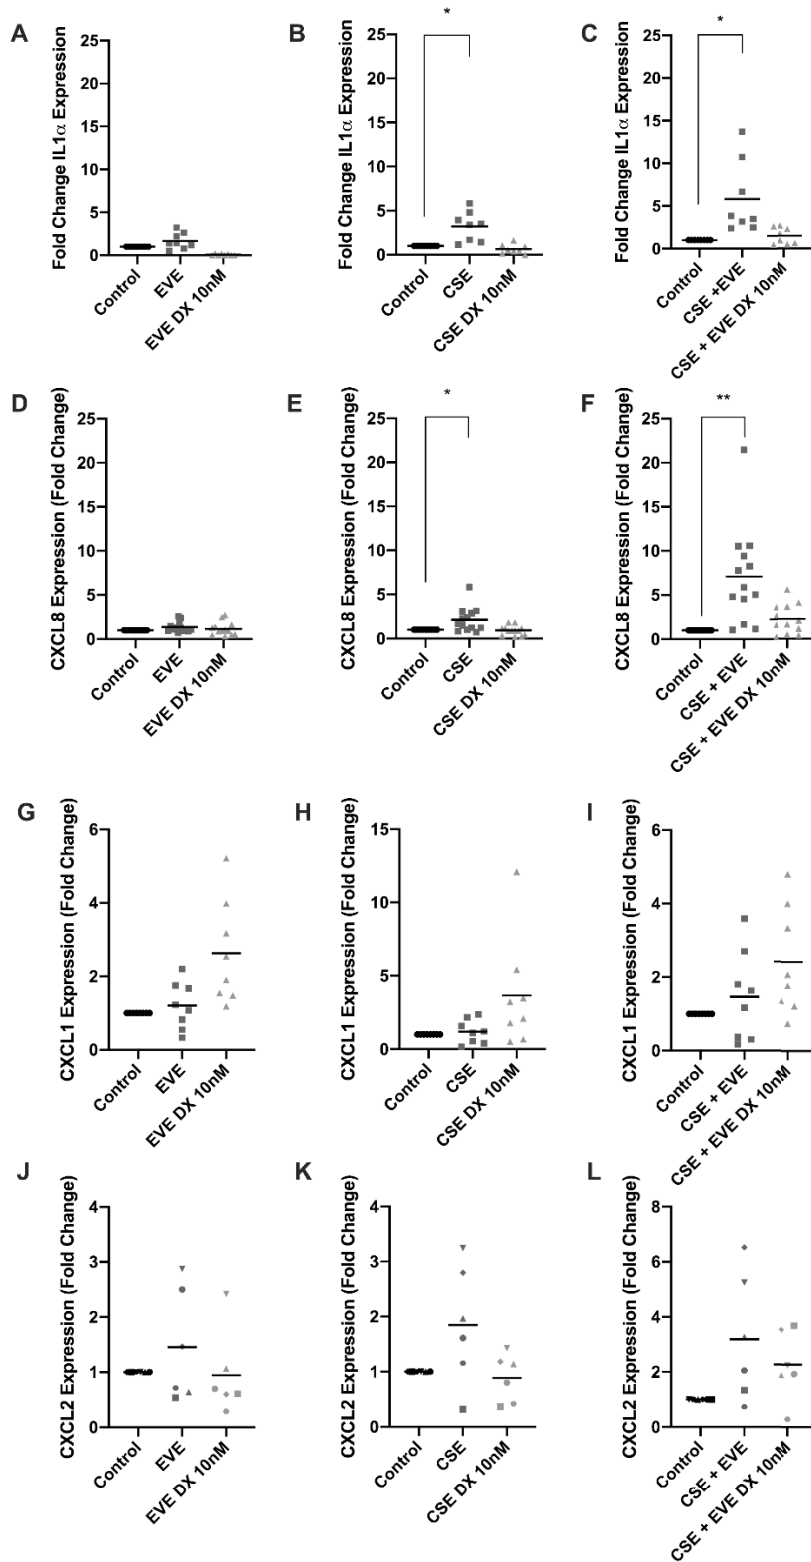 A
Fold Change IL1α Expression
25
20
15
10
5
0
Control
EVE
EVE DX 10nM
B
*
Fold Change IL1α Expression
25
20
15
10
5
0
Control
CSE
CSE DX 10nM
C
*
Fold Change IL1α Expression
25
20
15
10
5
0
Control
CSE +EVE
CSE + EVE DX 10nM
D
CXCL8 Expression (Fold Change)
25
20
15
10
5
0
Control
EVE
EVE DX 10nM
E
*
CXCL8 Expression (Fold Change)
25
20
15
10
5
0
Control
CSE
CSE DX 10nM
F
**
CXCL8 Expression (Fold Change)
25
20
15
10
5
0
Control
CSE + EVE
CSE + EVE DX 10nM
G
CXCL1 Expression (Fold Change)
6
4
2
0
Control
EVE
EVE DX 10nM
H
CXCL1 Expression (Fold Change)
15
10
5
0
Control
CSE
CSE DX 10nM
I
CXCL1 Expression (Fold Change)
6
4
2
0
Control
CSE + EVE
CSE + EVE DX 10nM
J
CXCL2 Expression (Fold Change)
4
3
2
1
0
Control
EVE
EVE DX 10nM
K
CXCL2 Expression (Fold Change)
4
3
2
1
0
Control
CSE
CSE DX 10nM
L
CXCL2 Expression (Fold Change)
8
6
4
2
0
Control
CSE + EVE
CSE + EVE DX 10nM